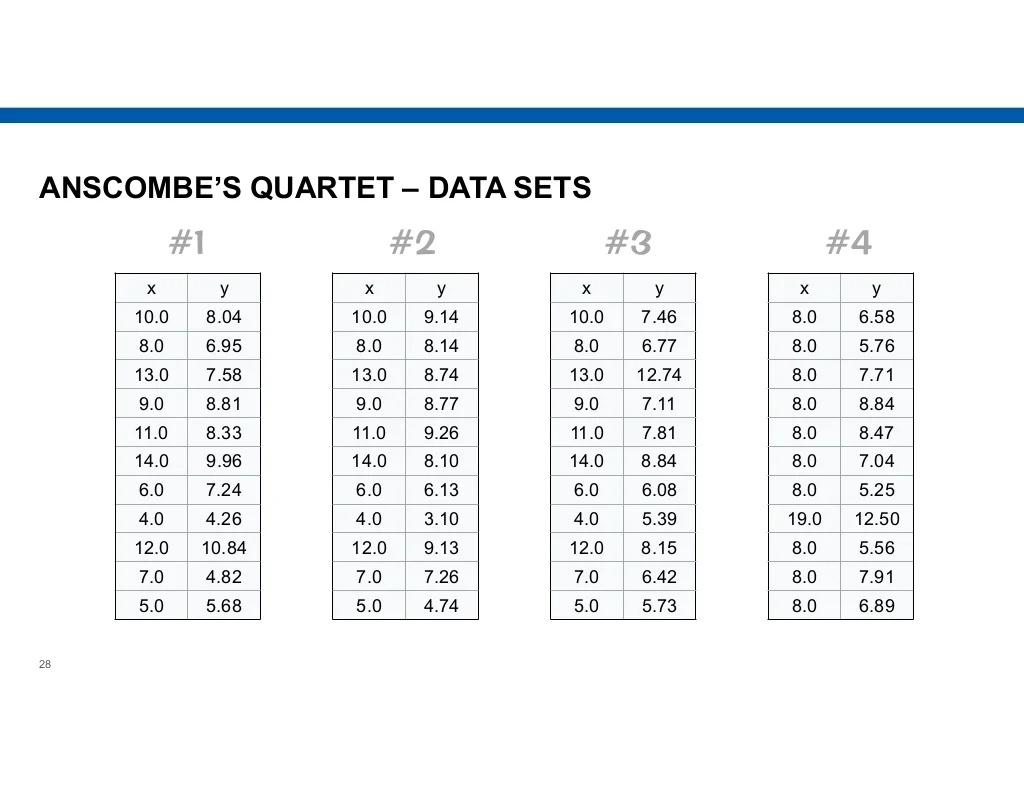 ANSCOMBE’S QUARTET – DATA SETS
#1 #2 #3 #4
x y x y x y x y
10.0 8.04 10.0 9.14 10.0 7.46 8.0 6.58
8.0 6.95 8.0 8.14 8.0 6.77 8.0 5.76
13.0 7.58 13.0 8.74 13.0 12.74 8.0 7.71
9.0 8.81 9.0 8.77 9.0 7.11 8.0 8.84
11.0 8.33 11.0 9.26 11.0 7.81 8.0 8.47
14.0 9.96 14.0 8.10 14.0 8.84 8.0 7.04
6.0 7.24 6.0 6.13 6.0 6.08 8.0 5.25
4.0 4.26 4.0 3.10 4.0 5.39 19.0 12.50
12.0 10.84 12.0 9.13 12.0 8.15 8.0 5.56
7.0 4.82 7.0 7.26 7.0 6.42 8.0 7.91
5.0 5.68 5.0 4.74 5.0 5.73 8.0 6.89
28